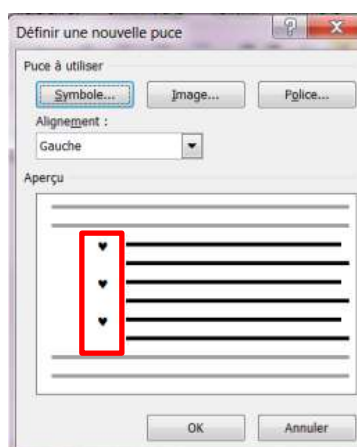 Définir une nouvelle puce
Puce à utiliser
Symbole... Image... Police...
Alignement :
Gauche
Aperçu
OK Annuler